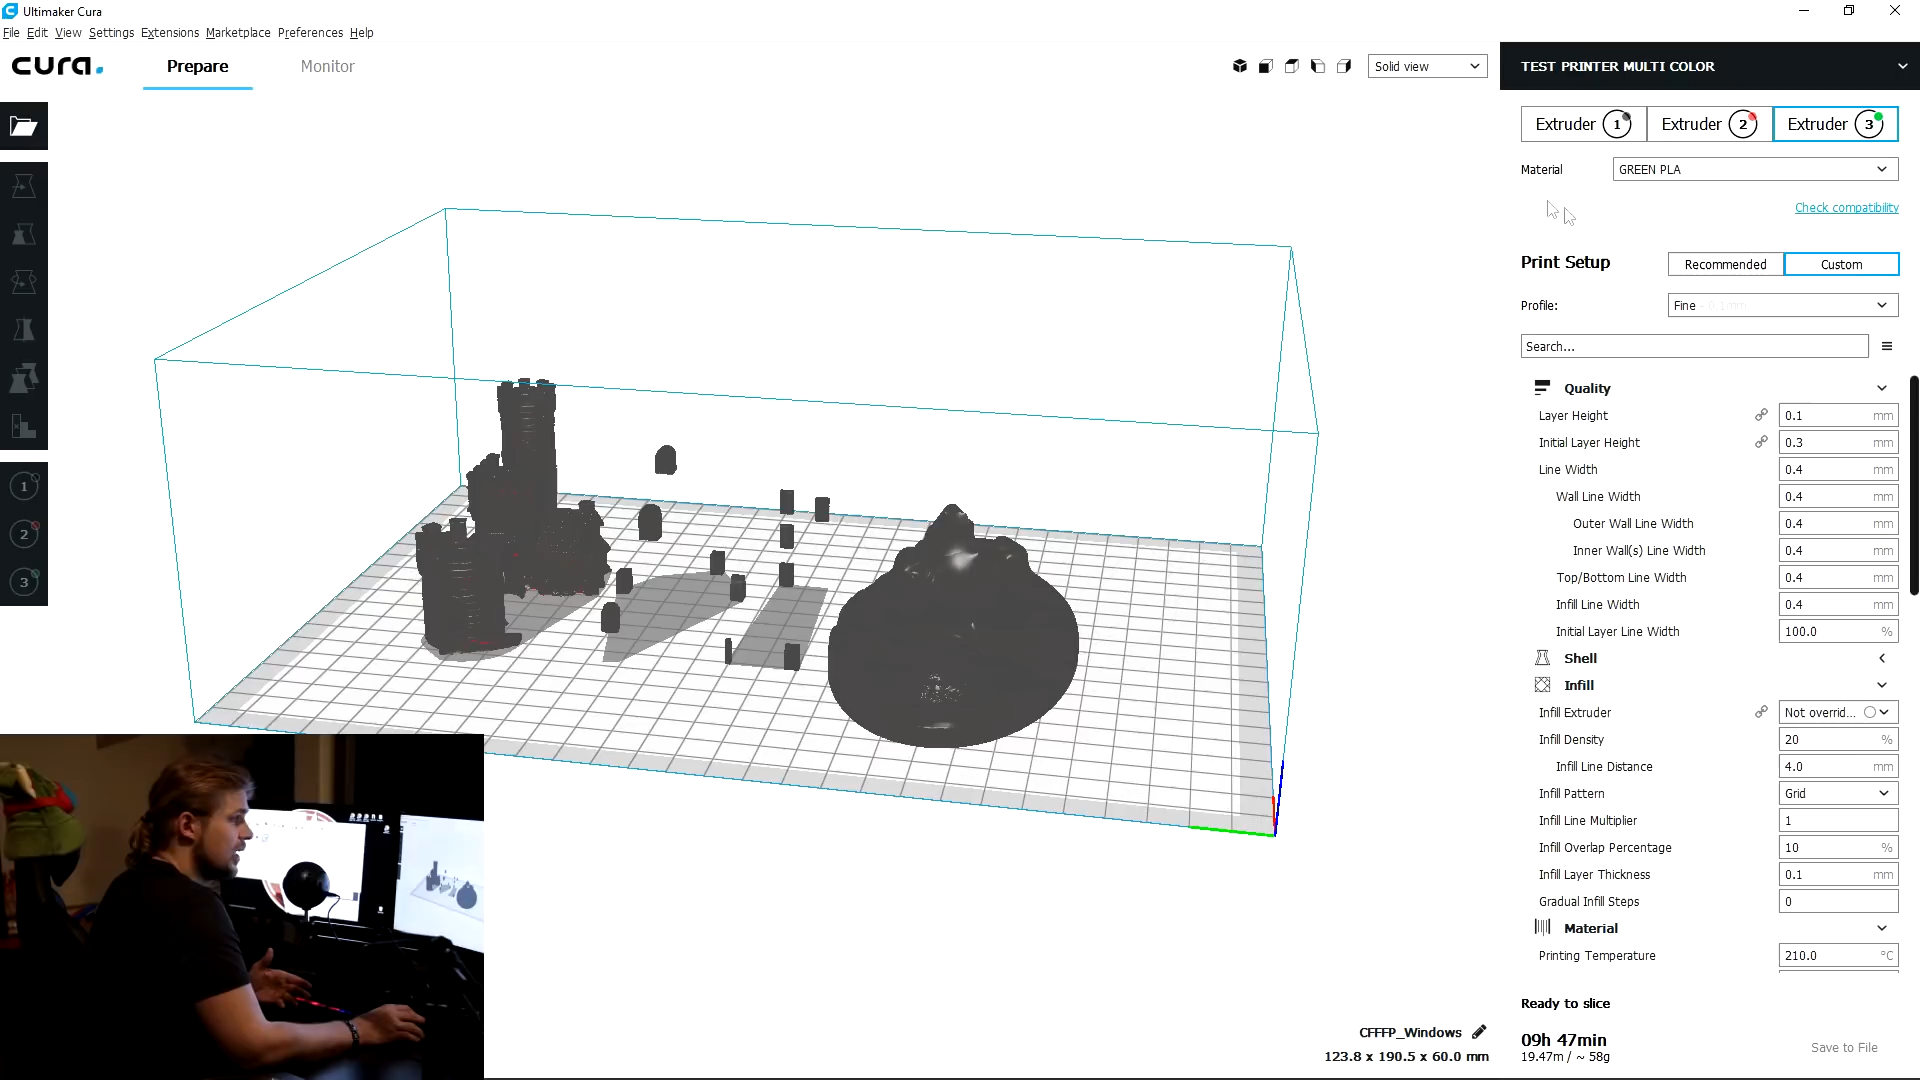 Ultimaker Cura
File Edit View Settings Extensions Marketplace Preferences Help
cura.
Prepare
Monitor
Solid view
TEST PRINTER MULTI COLOR
Extruder 1
Extruder 2
Extruder 3
Material
GREEN PLA
Check compatibility
Print Setup
Recommended
Custom
Profile:
Fine - 0.1mm
Search...
Quality
Layer Height 0.1 mm
Initial Layer Height 0.3 mm
Line Width 0.4 mm
Wall Line Width 0.4 mm
Outer Wall Line Width 0.4 mm
Inner Wall(s) Line Width 0.4 mm
Top/Bottom Line Width 0.4 mm
Infill Line Width 0.4 mm
Initial Layer Line Width 100.0 %
Shell
Infill
Infill Extruder Not overrid...
Infill Density 20 %
Infill Line Distance 4.0 mm
Infill Pattern Grid
Infill Line Multiplier 1
Infill Overlap Percentage 10 %
Infill Layer Thickness 0.1 mm
Gradual Infill Steps 0
Material
Printing Temperature 210.0 °C
1
2
3
Ready to slice
09h 47min
19.47m / ~ 58g
Save to File
CFFFP_Windows
123.8 x 190.5 x 60.0 mm